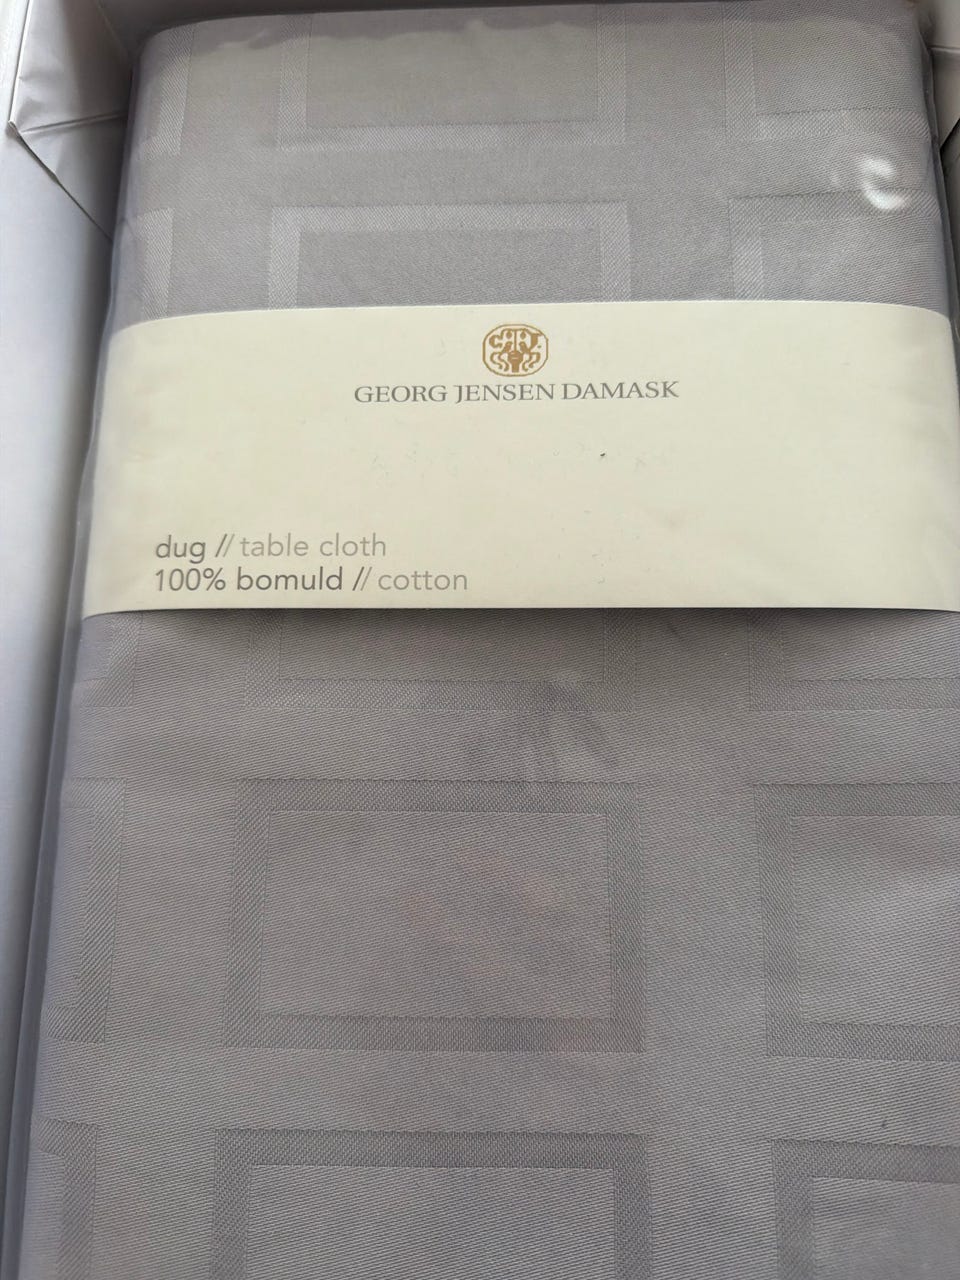 GEORG JENSEN DAMASK
dug // table cloth
100% bomuld // cotton